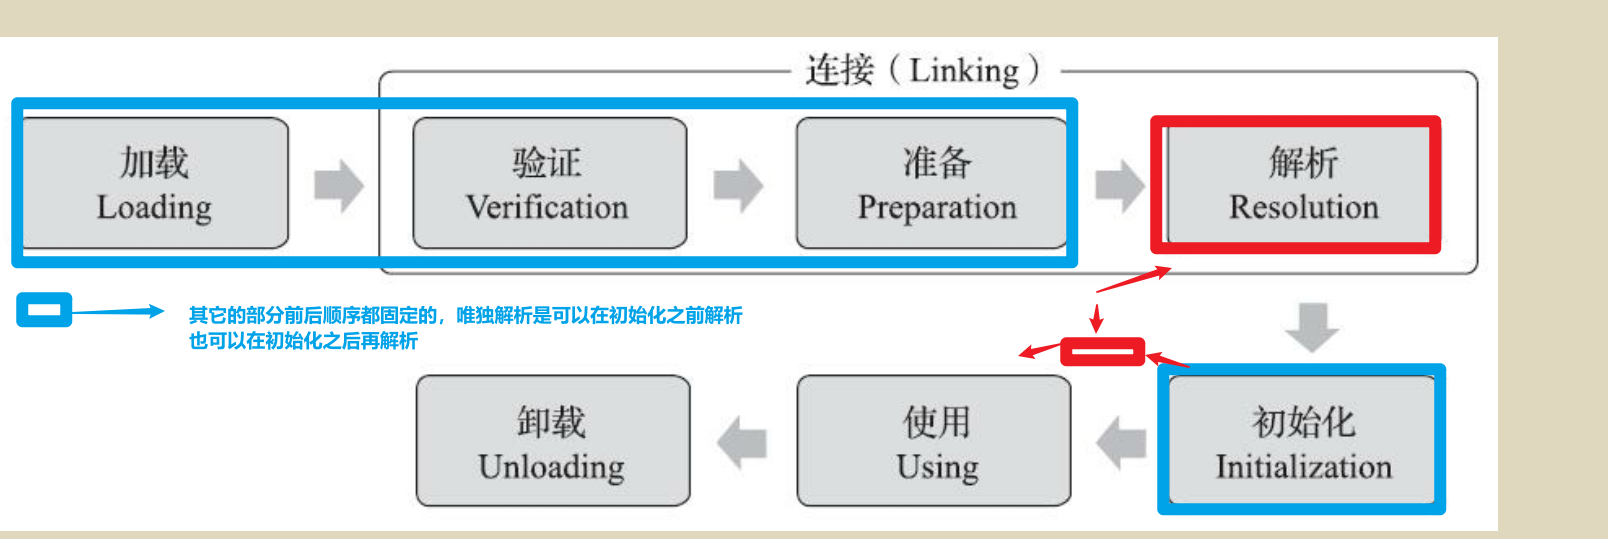 连接（Linking）
加载
Loading
验证
Verification
准备
Preparation
解析
Resolution
其它的部分前后顺序都固定的，唯独解析是可以在初始化之前解析
也可以在初始化之后再解析
卸载
Unloading
使用
Using
初始化
Initialization